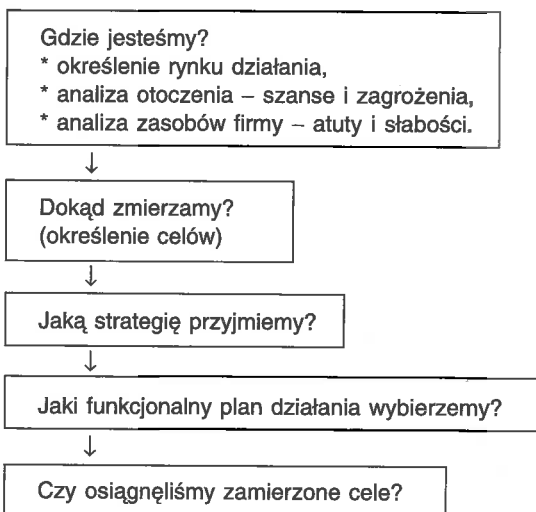 Gdzie jesteśmy?
* określenie rynku działania,
* analiza otoczenia – szanse i zagrożenia,
* analiza zasobów firmy – atuty i słabości.
↓
Dokąd zmierzamy?
(określenie celów)
↓
Jaką strategię przyjmiemy?
↓
Jaki funkcjonalny plan działania wybierzemy?
↓
Czy osiągnęliśmy zamierzone cele?